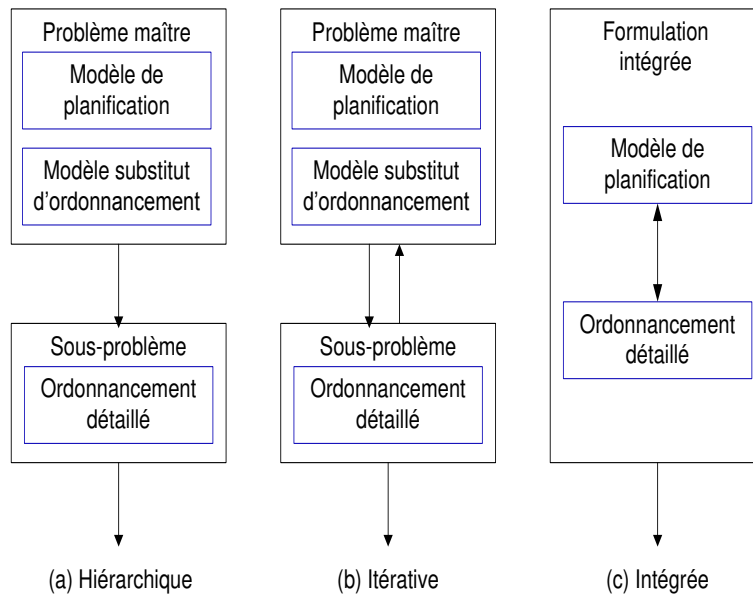 Problème maître
Modèle de
planification
Modèle substitut
d'ordonnancement
Sous-problème
Ordonnancement
détaillé
(a) Hiérarchique
Problème maître
Modèle de
planification
Modèle substitut
d'ordonnancement
Sous-problème
Ordonnancement
détaillé
(b) Itérative
Formulation
intégrée
Modèle de
planification
Ordonnancement
détaillé
(c) Intégrée